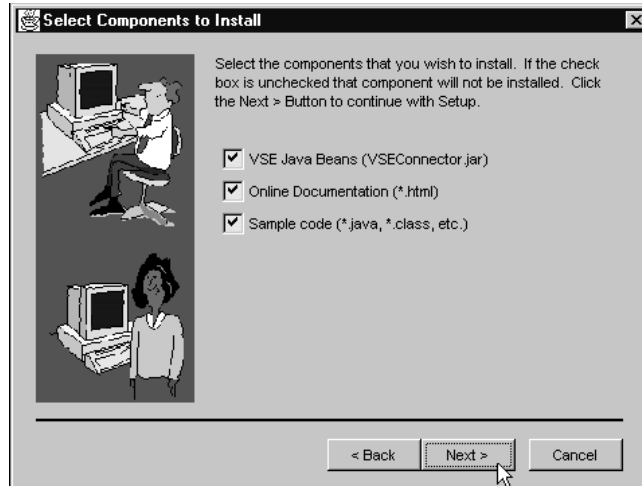 Select Components to Install
Select the components that you wish to install. If the check
box is unchecked that component will not be installed. Click
the Next > Button to continue with Setup.
VSE Java Beans (VSEConnector.jar)
Online Documentation (*.html)
Sample code (*.java, *.class, etc.)
< Back
Next >
Cancel